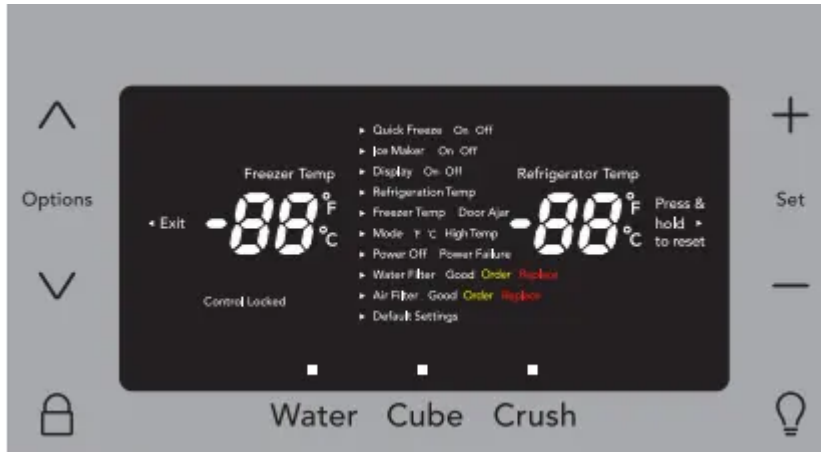 Options
◂ Exit
Freezer Temp
-88 °F °C
Control Locked
▸ Quick Freeze On Off
▸ Ice Maker On Off
▸ Display On Off
▸ Refrigeration Temp
▸ Freezer Temp Door Ajar
▸ Mode °F °C High Temp
▸ Power Off Power Failure
▸ Water Filter Good Order Replace
▸ Air Filter Good Order Replace
▸ Default Settings
Refrigerator Temp
-88 °F °C
Press &
hold ▸
to reset
Set
Water Cube Crush